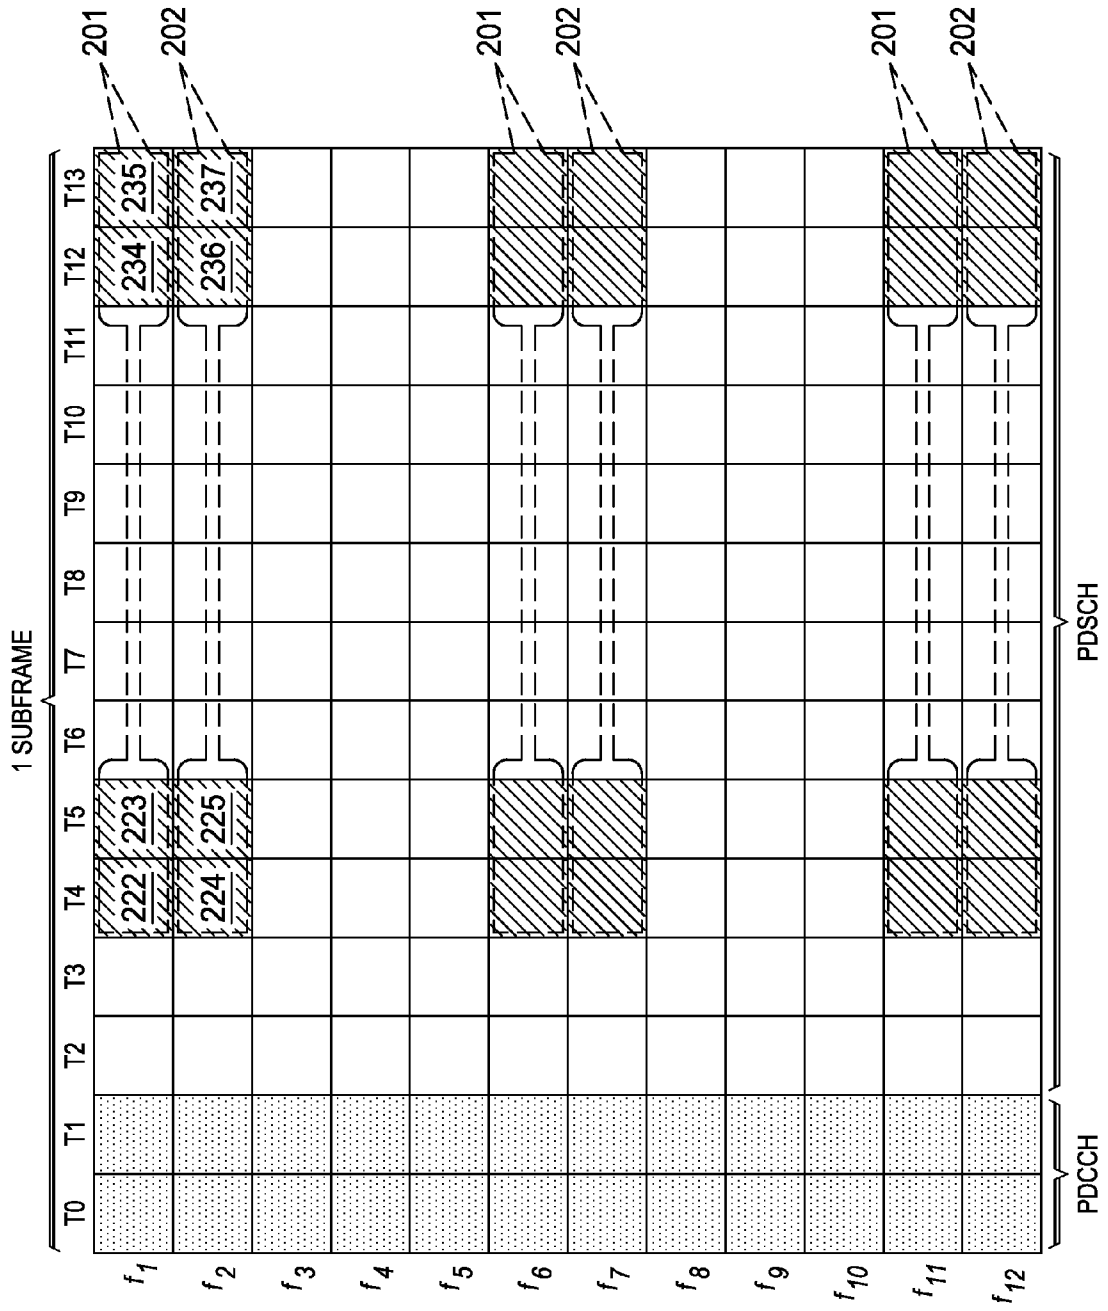 1 SUBFRAME
T0 T1 T2 T3 T4 T5 T6 T7 T8 T9 T10 T11 T12 T13
f1 222 223 234 235 201
f2 224 225 236 237 202
f3
f4
f5
f6 201
f7 202
f8
f9
f10
f11 201
f12 202
PDCCH PDSCH